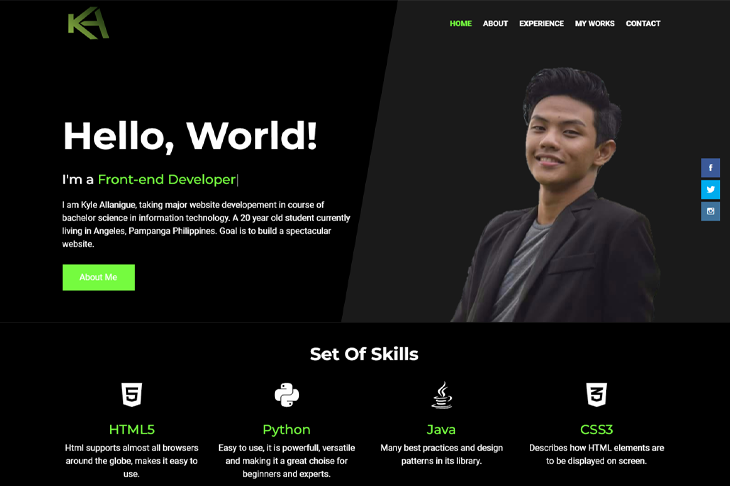 KA
HOME ABOUT EXPERIENCE MY WORKS CONTACT
Hello, World!
I'm a Front-end Developer|
I am Kyle Allanigue, taking major website developement in course of
bachelor science in information technology. A 20 year old student currently
living in Angeles, Pampanga Philippines. Goal is to build a spectacular
website.
About Me
Set Of Skills
HTML5
Html supports almost all browsers
around the globe, makes it easy to
use.
Python
Easy to use, it is powerfull, versatile
and making it a great choise for
beginners and experts.
Java
Many best practices and design
patterns in its library.
CSS3
Describes how HTML elements are
to be displayed on screen.